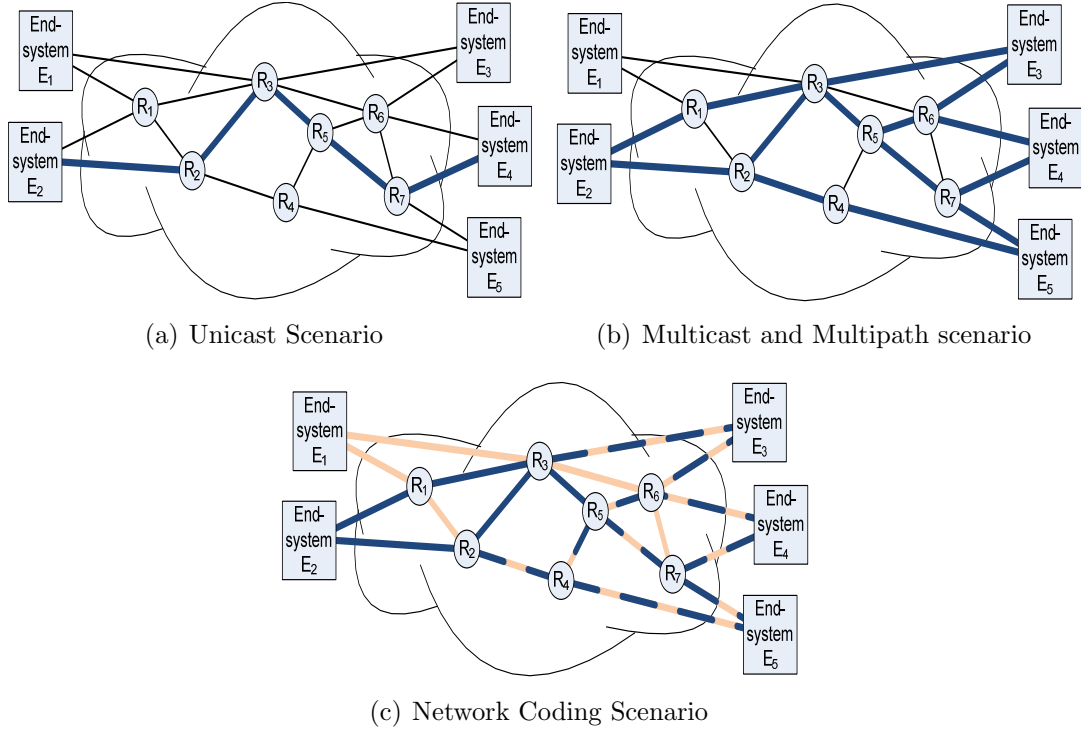 End-
system
E1
End-
system
E2
End-
system
E3
End-
system
E4
End-
system
E5
R1
R2
R3
R4
R5
R6
R7
(a) Unicast Scenario
End-
system
E1
End-
system
E2
End-
system
E3
End-
system
E4
End-
system
E5
R1
R2
R3
R4
R5
R6
R7
(b) Multicast and Multipath scenario
End-
system
E1
End-
system
E2
End-
system
E3
End-
system
E4
End-
system
E5
R1
R2
R3
R4
R5
R6
R7
(c) Network Coding Scenario